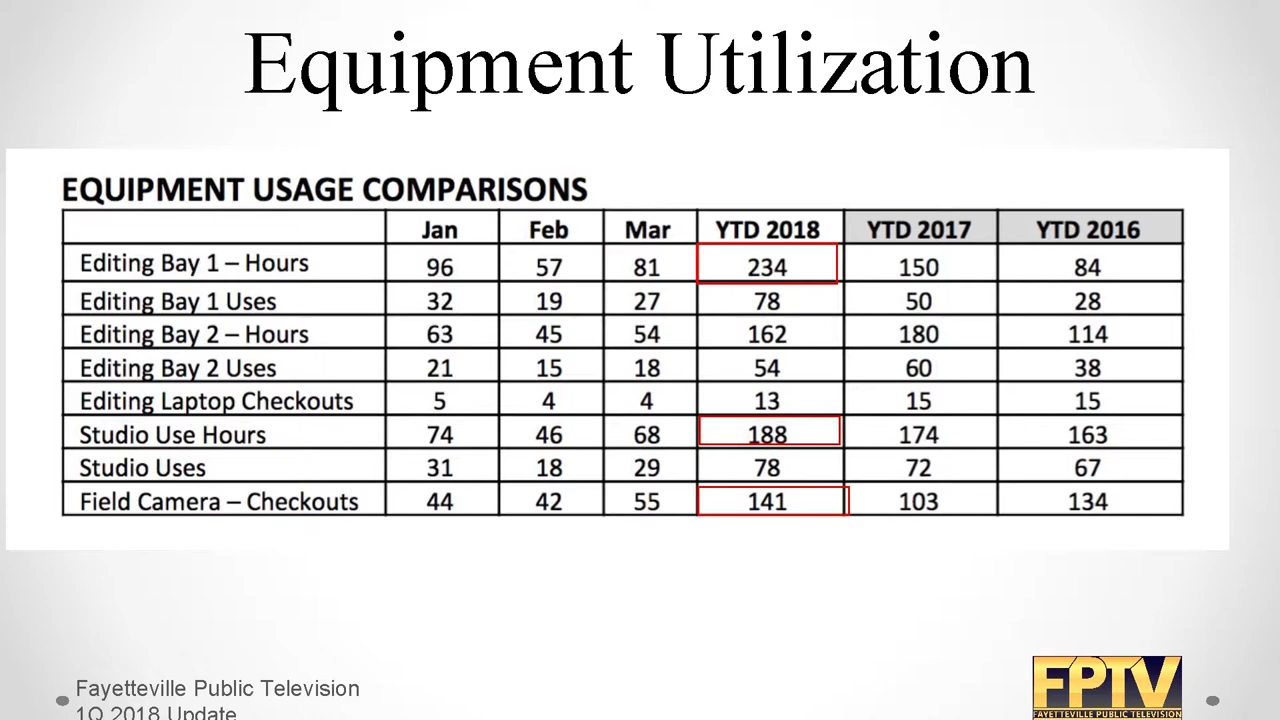 Equipment Utilization
EQUIPMENT USAGE COMPARISONS
Jan Feb Mar YTD 2018 YTD 2017 YTD 2016
Editing Bay 1 – Hours 96 57 81 234 150 84
Editing Bay 1 Uses 32 19 27 78 50 28
Editing Bay 2 – Hours 63 45 54 162 180 114
Editing Bay 2 Uses 21 15 18 54 60 38
Editing Laptop Checkouts 5 4 4 13 15 15
Studio Use Hours 74 46 68 188 174 163
Studio Uses 31 18 29 78 72 67
Field Camera – Checkouts 44 42 55 141 103 134
Fayetteville Public Television
1Q 2018 Update
FPTV
FAYETTEVILLE PUBLIC TELEVISION